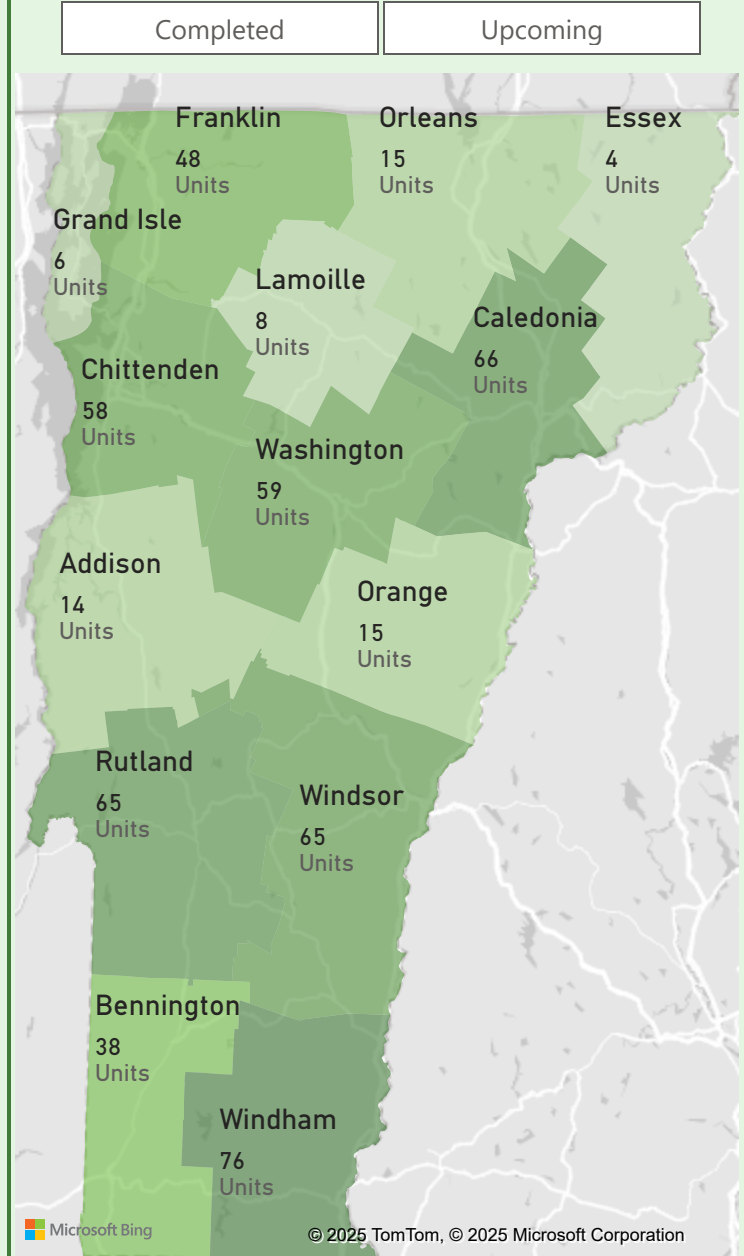 Completed
Upcoming
Franklin
48
Units
Orleans
15
Units
Essex
4
Units
Grand Isle
6
Units
Lamoille
8
Units
Caledonia
66
Units
Chittenden
58
Units
Washington
59
Units
Addison
14
Units
Orange
15
Units
Rutland
65
Units
Windsor
65
Units
Bennington
38
Units
Windham
76
Units
Microsoft Bing
© 2025 TomTom, © 2025 Microsoft Corporation